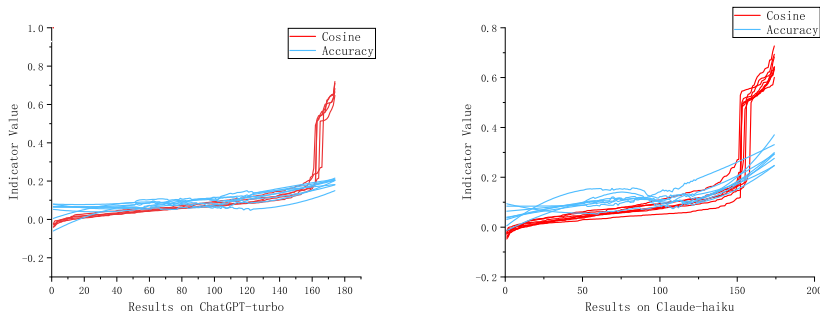 1.0
0.8
0.6
0.4
0.2
0.0
-0.2
0 20 40 60 80 100 120 140 160 180
Indicator Value
Results on ChatGPT-turbo
Cosine
Accuracy
0.8
0.6
0.4
0.2
0.0
-0.2
0 50 100 150 200
Indicator Value
Results on Claude-haiku
Cosine
Accuracy